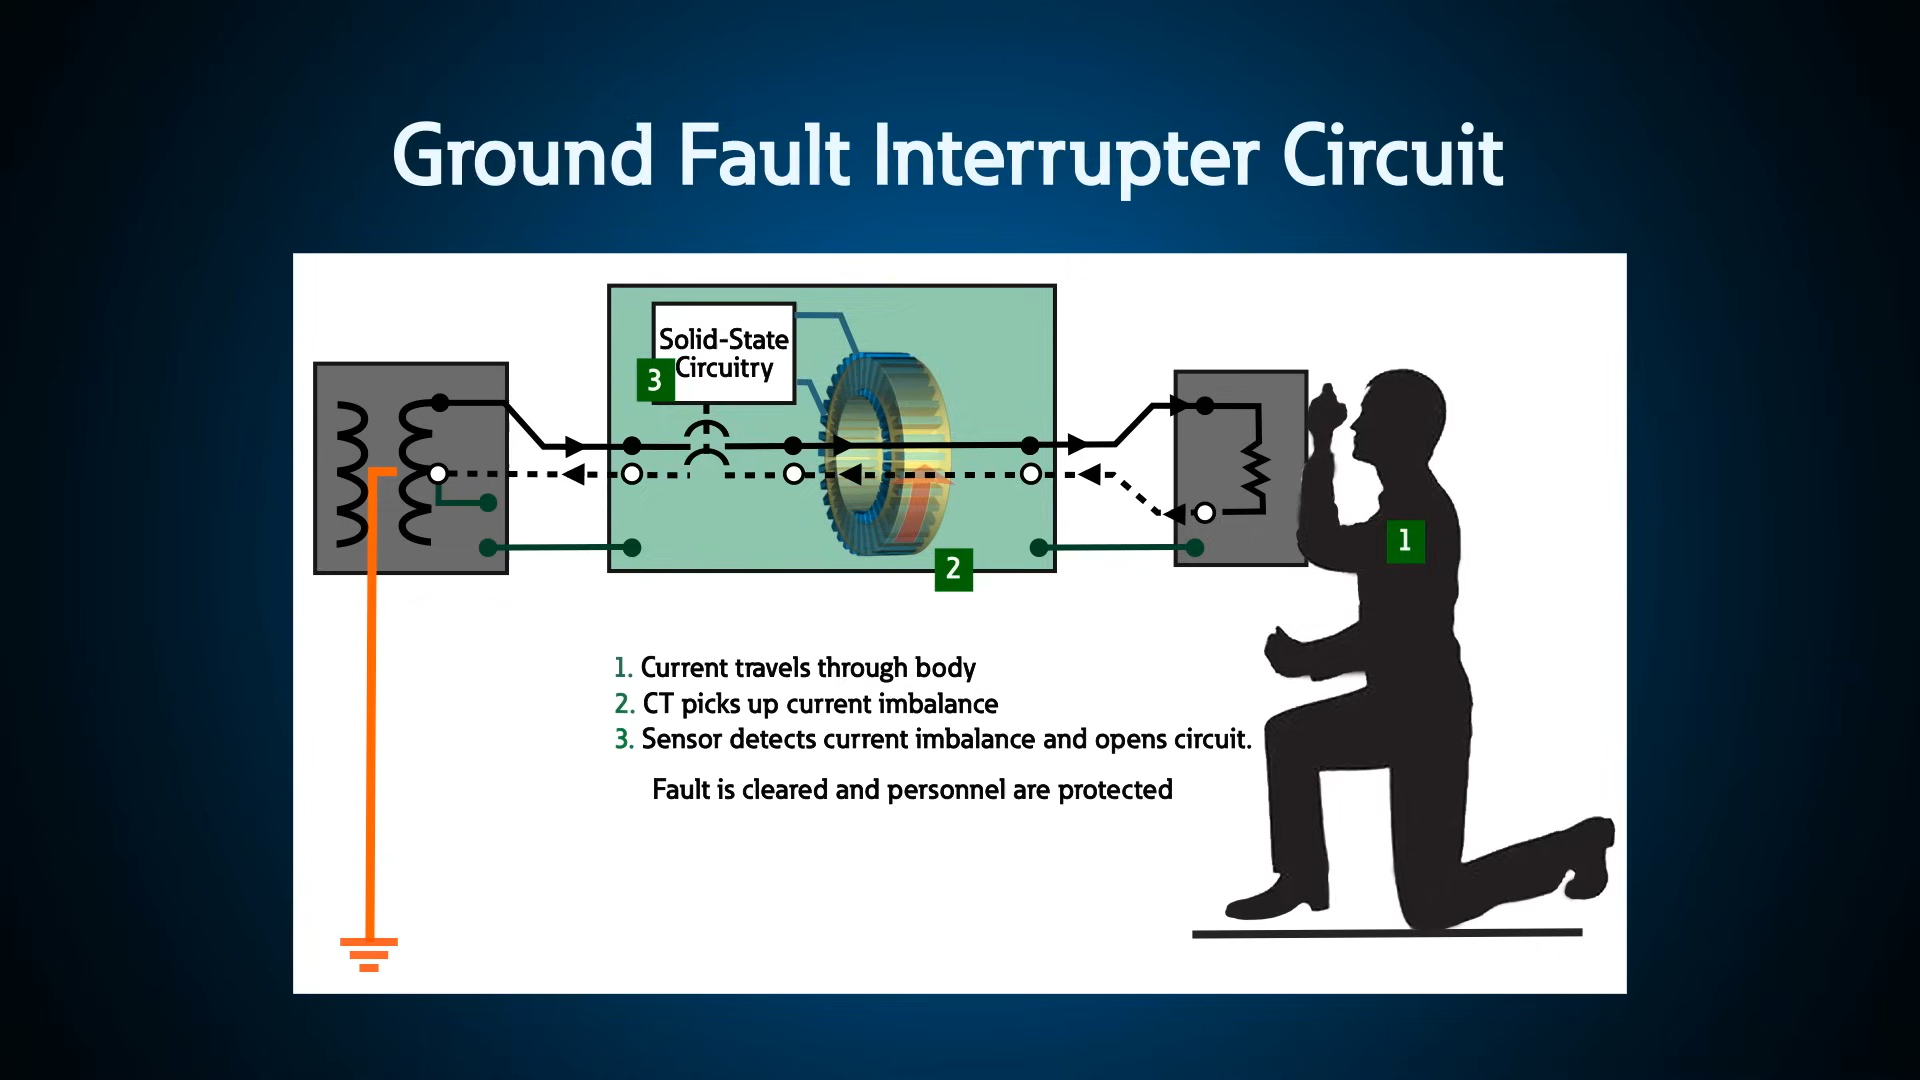 Ground Fault Interrupter Circuit
Solid-State
Circuitry
3
2
1
1. Current travels through body
2. CT picks up current imbalance
3. Sensor detects current imbalance and opens circuit.
Fault is cleared and personnel are protected